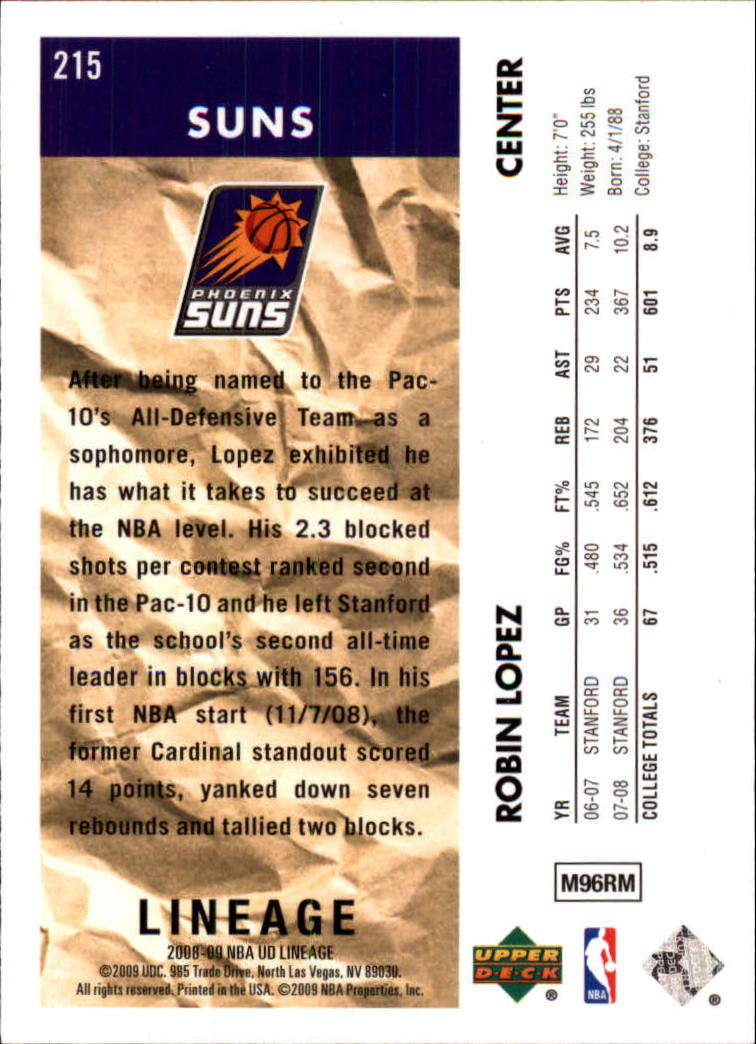 215
SUNS
PHOENIX
SUNS
After being named to the Pac-
10's All-Defensive Team as a
sophomore, Lopez exhibited he
has what it takes to succeed at
the NBA level. His 2.3 blocked
shots per contest ranked second
in the Pac-10 and he left Stanford
as the school's second all-time
leader in blocks with 156. In his
first NBA start (11/7/08), the
former Cardinal standout scored
14 points, yanked down seven
rebounds and tallied two blocks.
LINEAGE
2008-09 NBA UD LINEAGE
©2009 UDC. 985 Trade Drive, North Las Vegas, NV 89030.
All rights reserved. Printed in the USA. ©2009 NBA Properties, Inc.
ROBIN LOPEZ CENTER
Height: 7'0"
Weight: 255 lbs
Born: 4/1/88
College: Stanford
YR TEAM GP FG% FT% REB AST PTS AVG
06-07 STANFORD 31 .480 .545 172 29 234 7.5
07-08 STANFORD 36 .534 .652 204 22 367 10.2
COLLEGE TOTALS 67 .515 .612 376 51 601 8.9
M96RM
UPPER
DECK
®
NBA
®